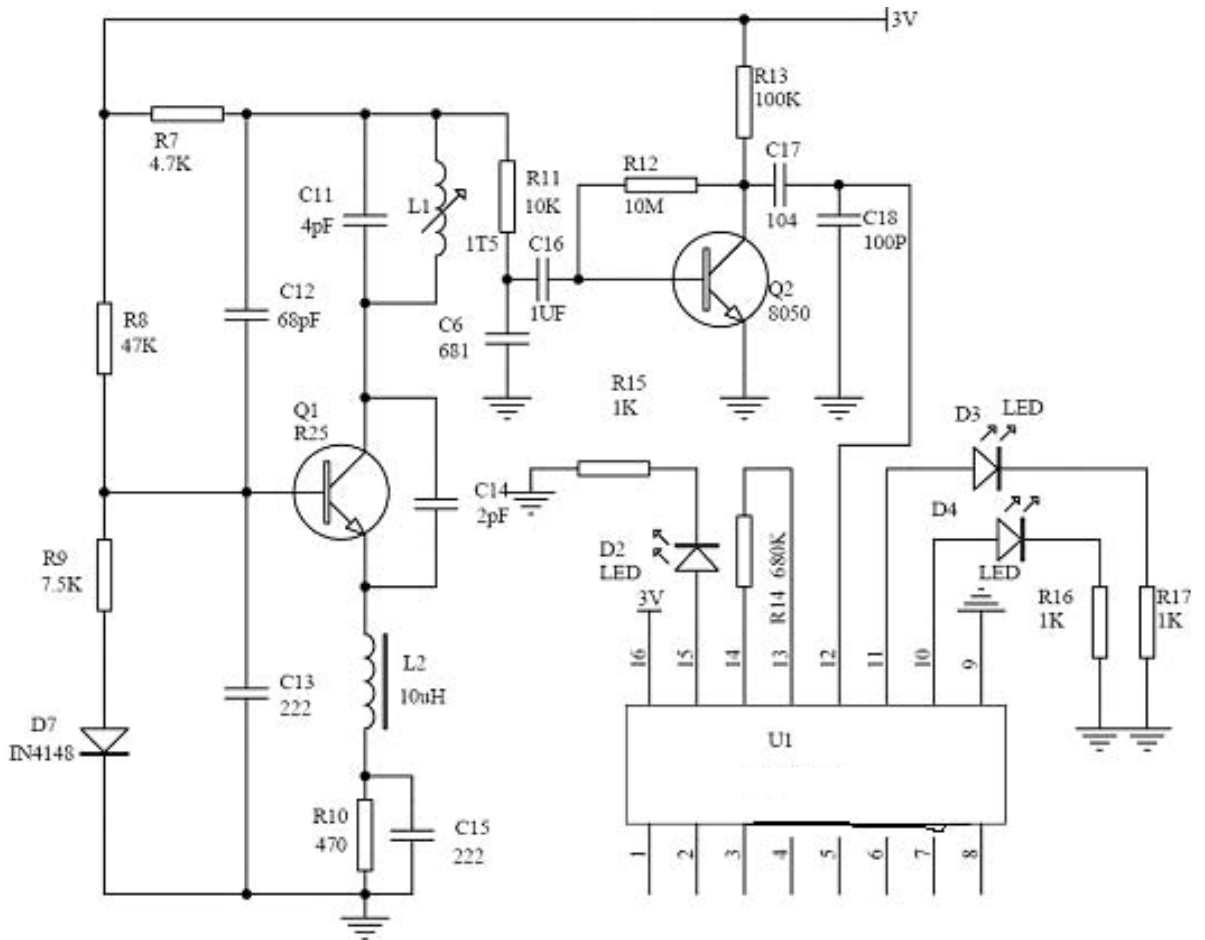 3V
R13
100K
R7
4.7K
C17
104
R12
10M
R11
10K
C11
4pF
L1
1T5
C16
1UF
C18
100P
Q2
8050
C12
68pF
R8
47K
C6
681
R15
1K
Q1
R25
D3
LED
C14
2pF
D4
LED
R9
7.5K
D2
LED
R14 680K
3V
R16
1K
R17
1K
L2
10uH
C13
222
D7
IN4148
16
15
14
13
12
11
10
9
U1
R10
470
C15
222
1
2
3
4
5
6
7
8